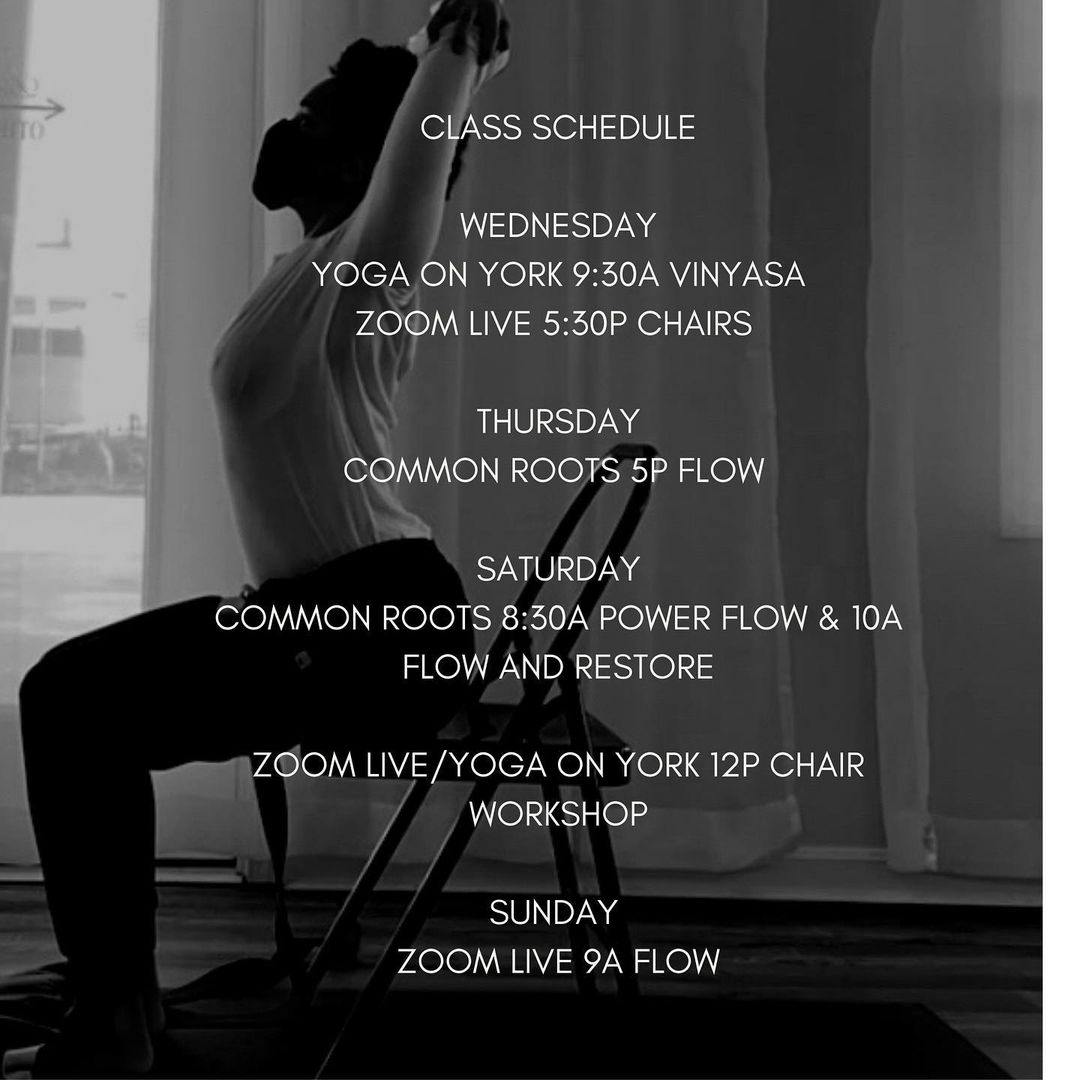 CLASS SCHEDULE
WEDNESDAY
YOGA ON YORK 9:30A VINYASA
ZOOM LIVE 5:30P CHAIRS
THURSDAY
COMMON ROOTS 5P FLOW
SATURDAY
COMMON ROOTS 8:30A POWER FLOW & 10A
FLOW AND RESTORE
ZOOM LIVE/YOGA ON YORK 12P CHAIR
WORKSHOP
SUNDAY
ZOOM LIVE 9A FLOW